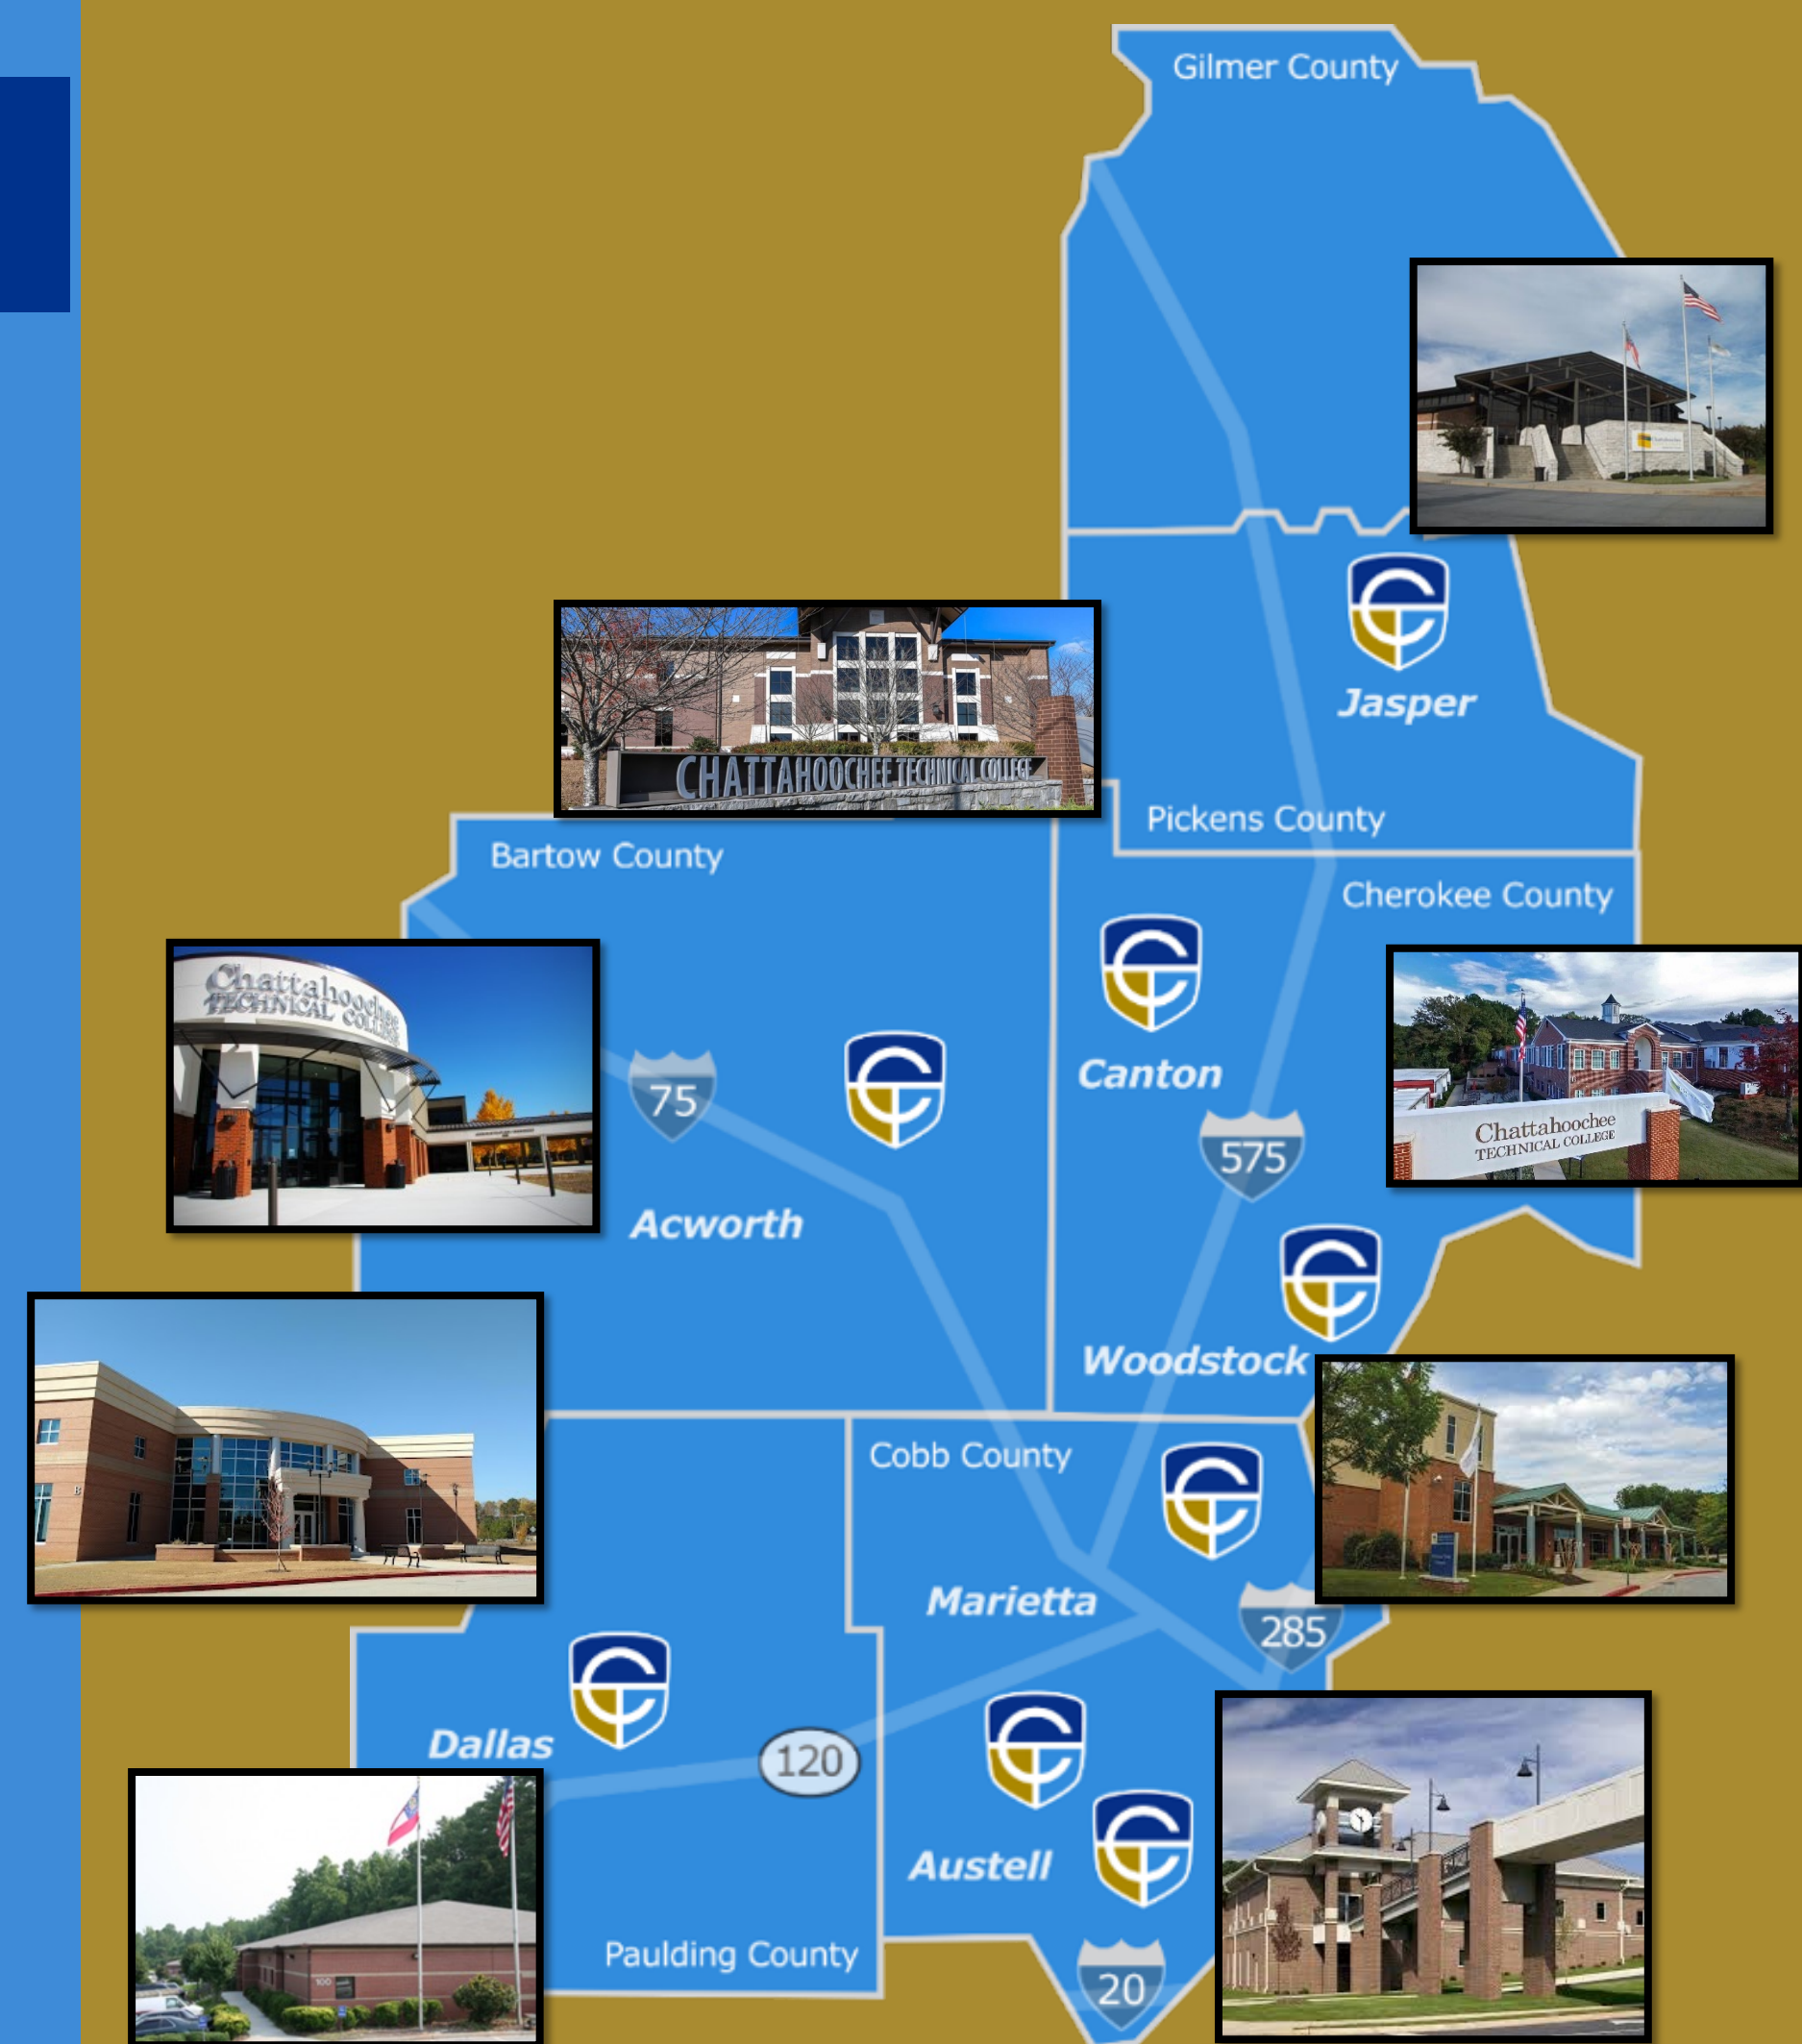 Gilmer County
Jasper
CHATTAHOOCHEE TECHNICAL COLLEGE
Pickens County
Bartow County
Cherokee County
Chattahoochee
TECHNICAL COLLEGE
Canton
75
Chattahoochee
TECHNICAL COLLEGE
575
Acworth
Woodstock
Cobb County
B
Marietta
285
Dallas
120
Austell
Paulding County
100
20